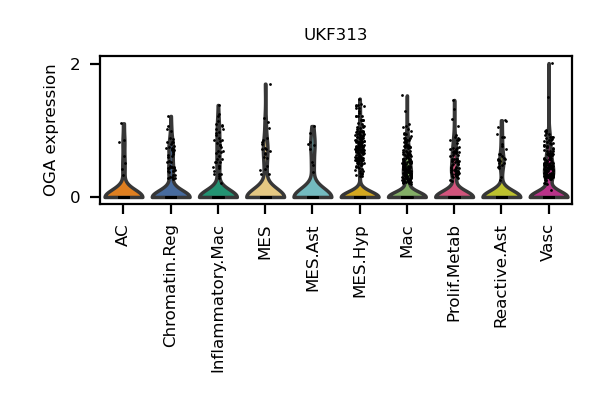 UKF313
OGA expression
2
0
AC
Chromatin.Reg
Inflammatory.Mac
MES
MES.Ast
MES.Hyp
Mac
Prolif.Metab
Reactive.Ast
Vasc